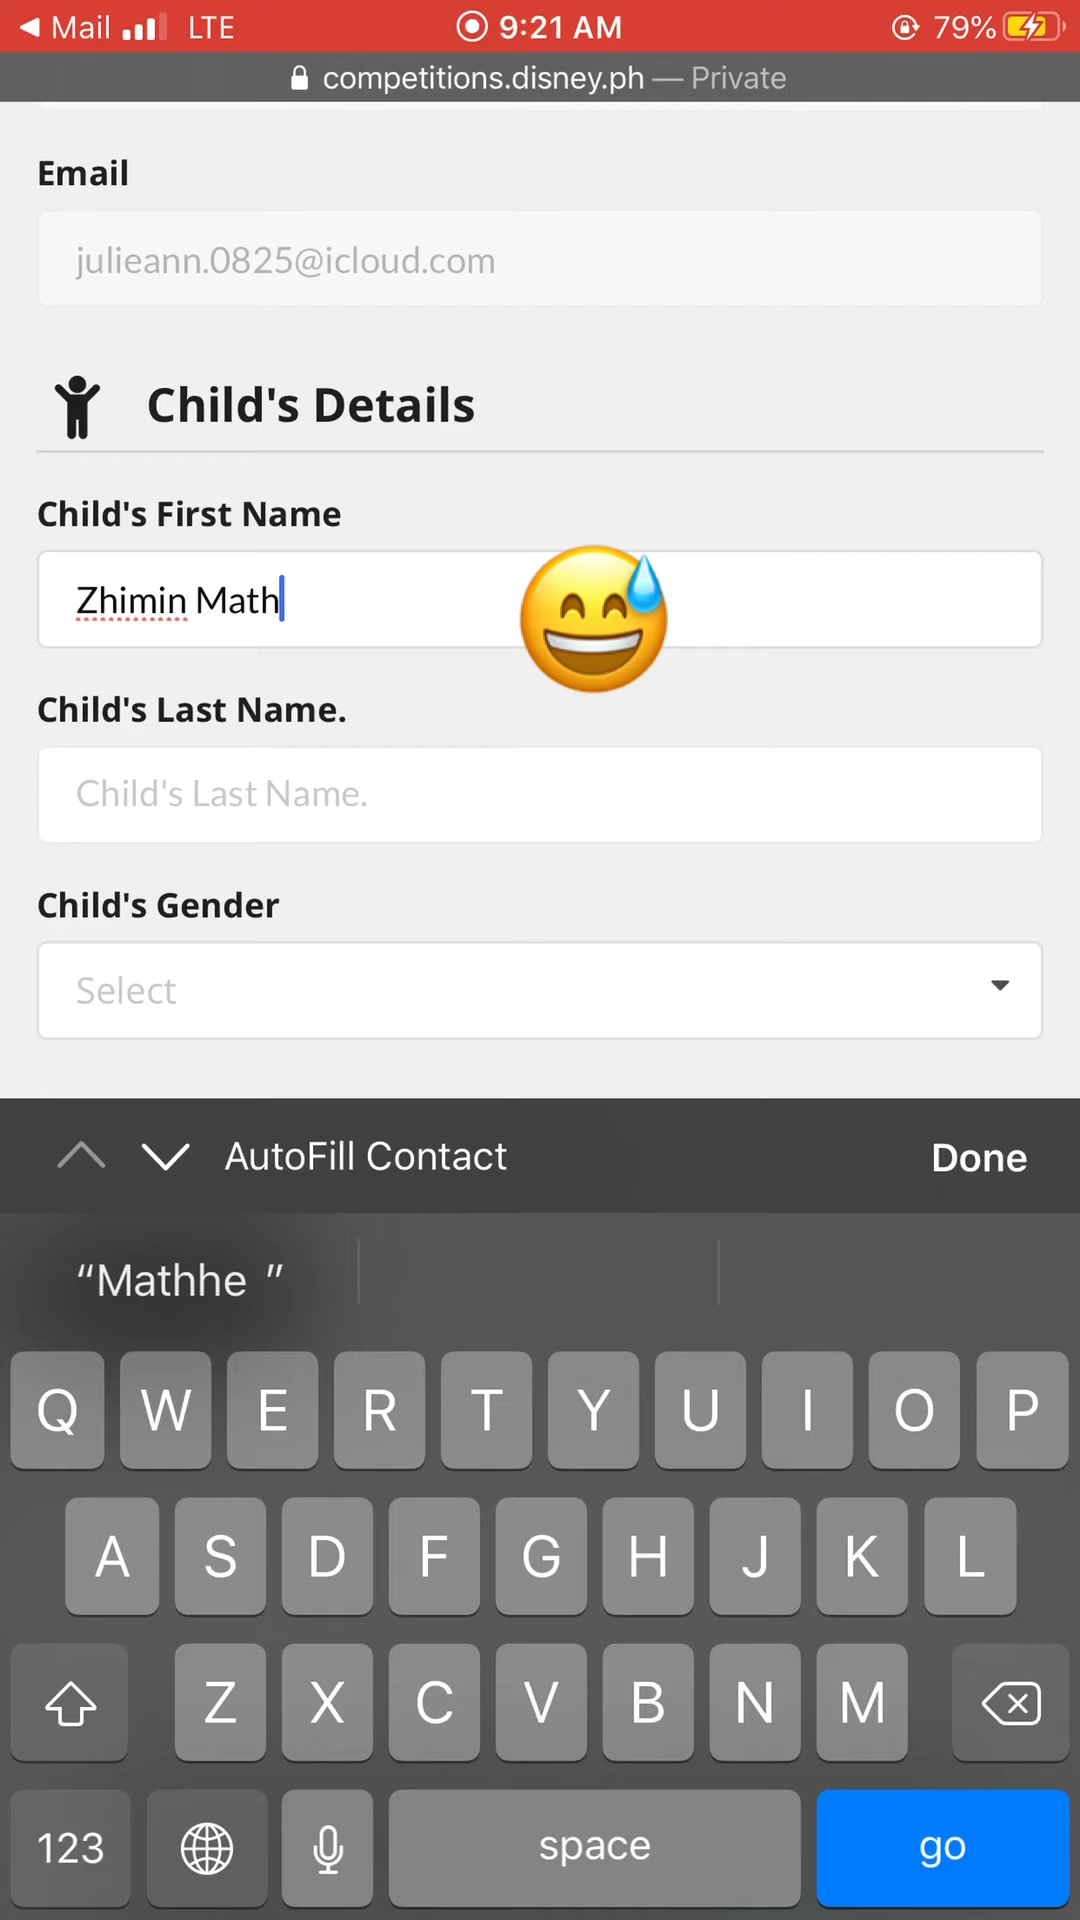 Mail LTE 9:21 AM 79%
competitions.disney.ph — Private
Email
julieann.0825@icloud.com
Child's Details
Child's First Name
Zhimin Math
Child's Last Name.
Child's Last Name.
Child's Gender
Select
AutoFill Contact Done
“Mathhe ”
Q W E R T Y U I O P
A S D F G H J K L
Z X C V B N M
123 space go